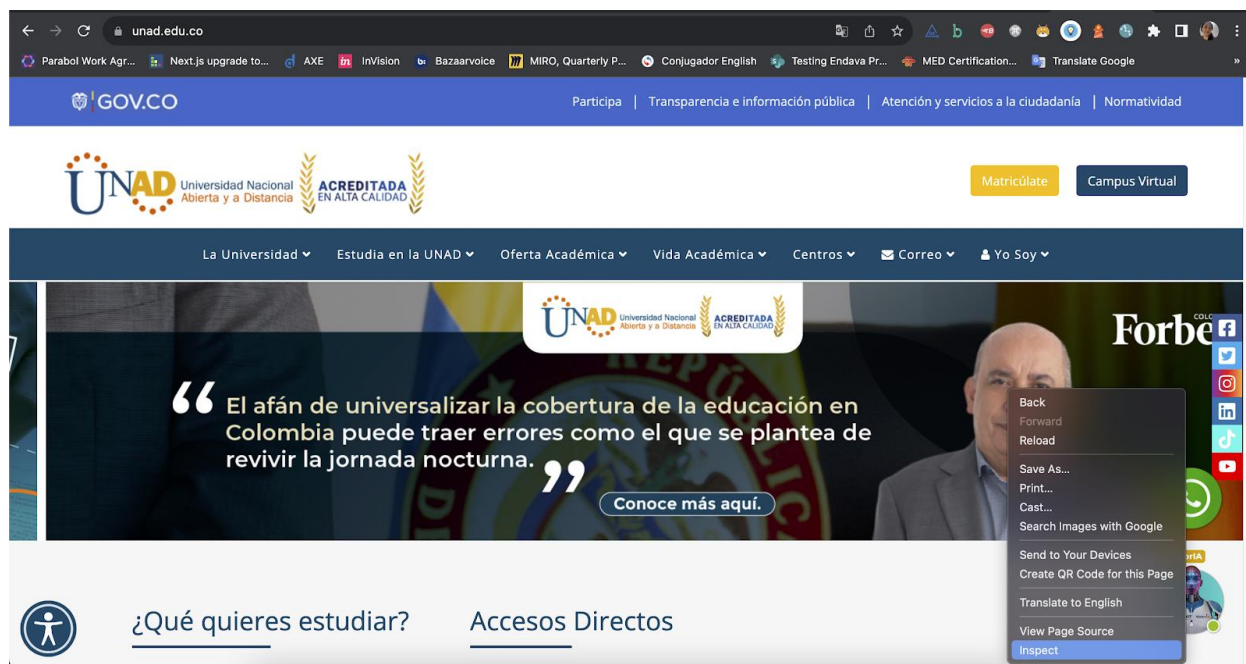 unad.edu.co
Parabol Work Agr...
Next.js upgrade to...
AXE
InVision
Bazaarvoice
MIRO, Quarterly P...
Conjugador English
Testing Endava Pr...
MED Certification...
Translate Google
GOV.CO
Participa | Transparencia e información pública | Atención y servicios a la ciudadanía | Normatividad
UNAD Universidad Nacional
Abierta y a Distancia
ACREDITADA
EN ALTA CALIDAD
Matricúlate
Campus Virtual
La Universidad
Estudia en la UNAD
Oferta Académica
Vida Académica
Centros
Correo
Yo Soy
UNAD Universidad Nacional
Abierta y a Distancia
ACREDITADA
EN ALTA CALIDAD
“ El afán de universalizar la cobertura de la educación en
Colombia puede traer errores como el que se plantea de
revivir la jornada nocturna. ”
Conoce más aquí.
Forbe
Back
Forward
Reload
Save As...
Print...
Cast...
Search Images with Google
Send to Your Devices
Create QR Code for this Page
Translate to English
View Page Source
Inspect
¿Qué quieres estudiar?
Accesos Directos